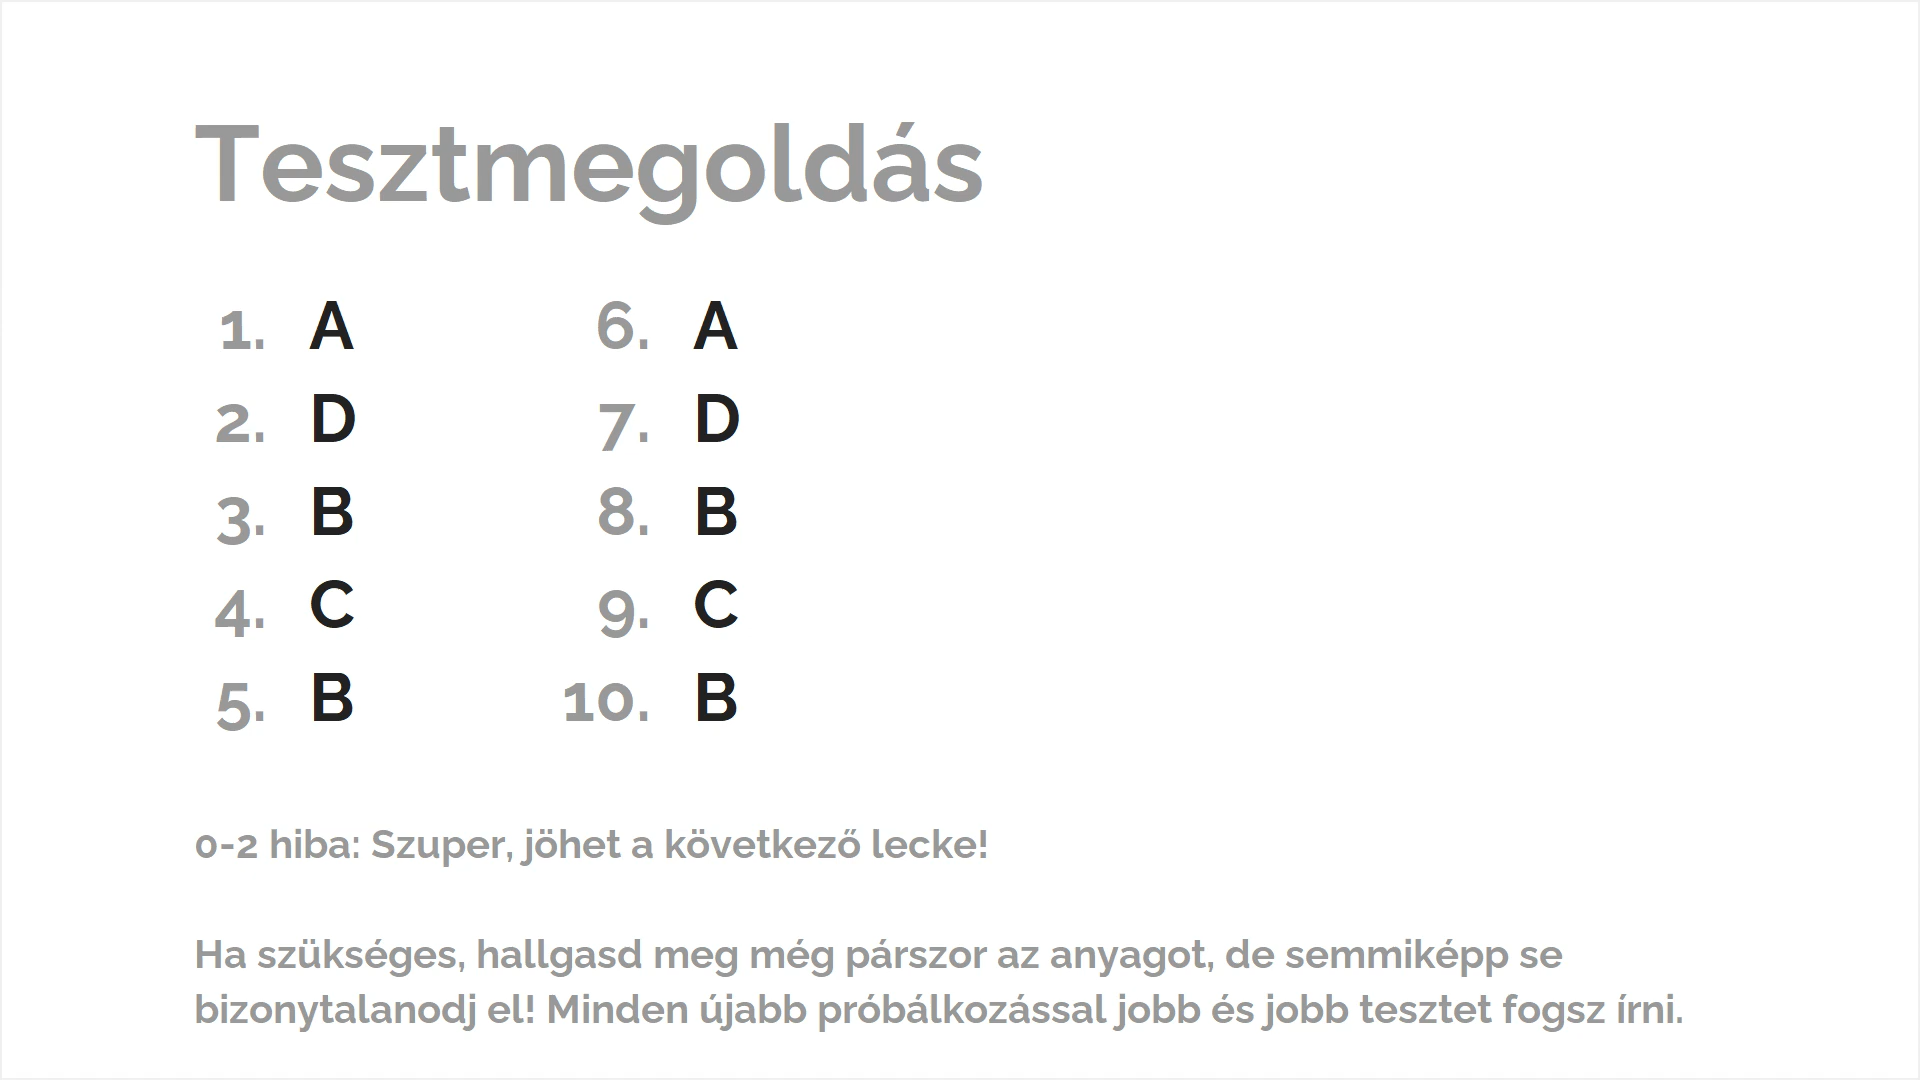 Tesztmegoldás
1. A
2. D
3. B
4. C
5. B
6. A
7. D
8. B
9. C
10. B
0-2 hiba: Szuper, jöhet a következő lecke!
Ha szükséges, hallgasd meg még párszor az anyagot, de semmiképp se
bizonytalanodj el! Minden újabb próbálkozással jobb és jobb tesztet fogsz írni.